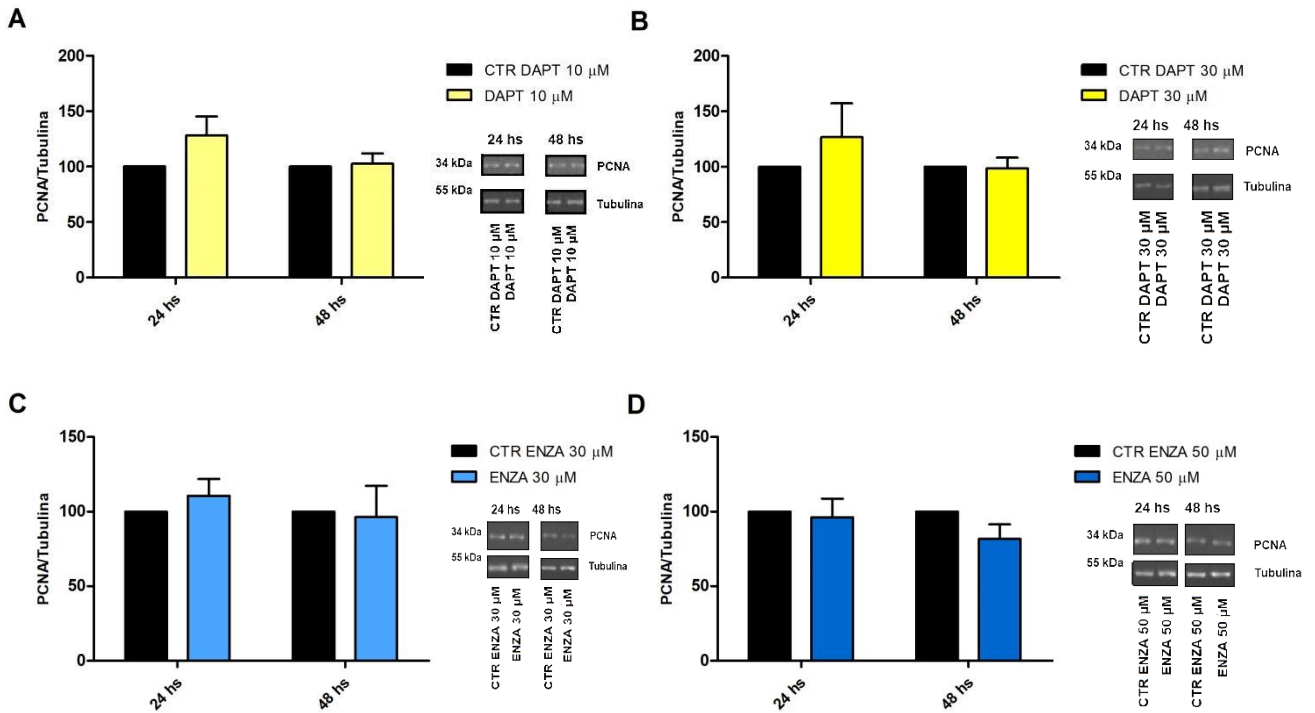 A
200
150
100
50
0
PCNA/Tubulina
24 hs
48 hs
CTR DAPT 10 μM
DAPT 10 μM
24 hs 48 hs
34 kDa
PCNA
55 kDa
Tubulina
CTR DAPT 10 μM
DAPT 10 μM
CTR DAPT 10 μM
DAPT 10 μM
B
200
150
100
50
0
PCNA/Tubulina
24 hs
48 hs
CTR DAPT 30 μM
DAPT 30 μM
24 hs 48 hs
34 kDa
PCNA
55 kDa
Tubulina
CTR DAPT 30 μM
DAPT 30 μM
CTR DAPT 30 μM
DAPT 30 μM
C
150
100
50
0
PCNA/Tubulina
24 hs
48 hs
CTR ENZA 30 μM
ENZA 30 μM
24 hs 48 hs
34 kDa
PCNA
55 kDa
Tubulina
CTR ENZA 30 μM
ENZA 30 μM
CTR ENZA 30 μM
ENZA 30 μM
D
150
100
50
0
PCNA/Tubulina
24 hs
48 hs
CTR ENZA 50 μM
ENZA 50 μM
24 hs 48 hs
34 kDa
PCNA
55 kDa
Tubulina
CTR ENZA 50 μM
ENZA 50 μM
CTR ENZA 50 μM
ENZA 50 μM